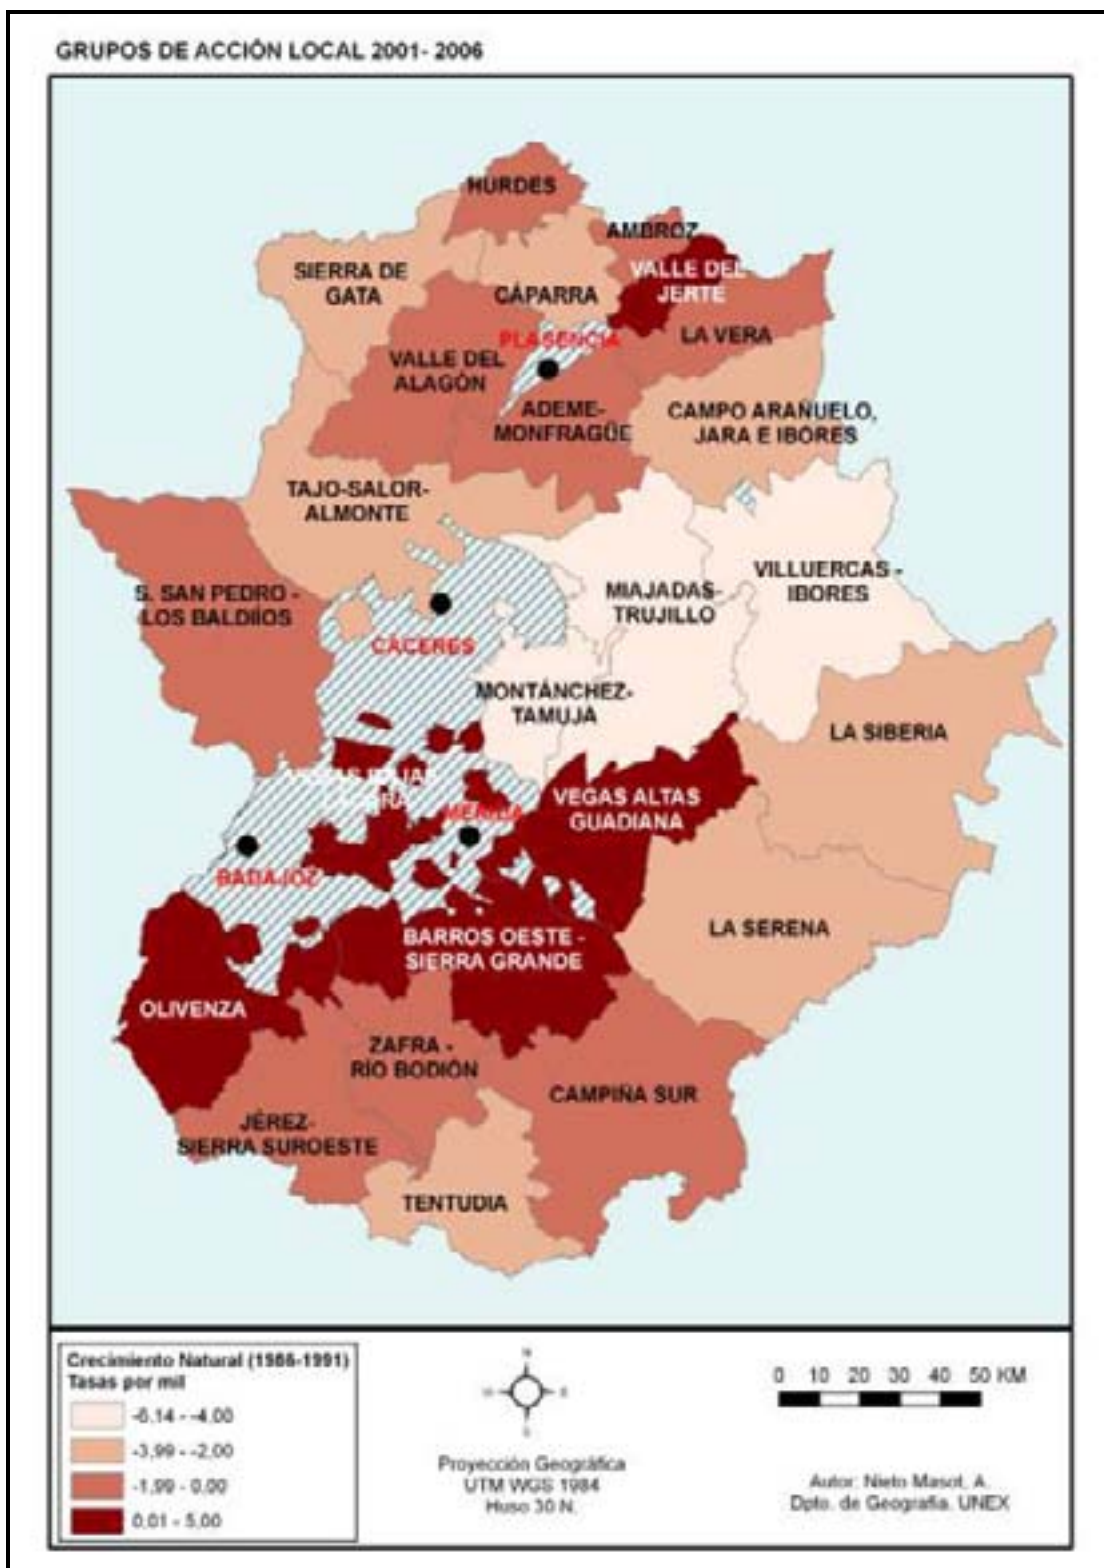 GRUPOS DE ACCIÓN LOCAL 2001- 2006
HURDES
AMBROZ
VALLE DEL
JERTE
SIERRA DE
GATA
CÁPARRA
LA VERA
PLASENCIA
VALLE DEL
ALAGÓN
ADEME-
MONFRAGÜE
CAMPO ARAÑUELO,
JARA E IBORES
TAJO-SALOR-
ALMONTE
S. SAN PEDRO -
LOS BALDÍIOS
MIAJADAS-
TRUJILLO
VILLUERCAS -
IBORES
CÁCERES
MONTÁNCHEZ-
TAMUJA
LA SIBERIA
VEGAS ALTAS
GUADIANA
MÉRIDA
BADAJOZ
LA SERENA
BARROS OESTE -
SIERRA GRANDE
OLIVENZA
ZAFRA -
RÍO BODIÓN
CAMPIÑA SUR
JÉREZ-
SIERRA SUROESTE
TENTUDIA
Crecimiento Natural (1986-1991)
Tasas por mil
-6,14 - -4,00
-3,99 - -2,00
-1,99 - 0,00
0,01 - 5,00
N
W
E
S
Proyección Geográfica
UTM WGS 1984
Huso 30 N.
0 10 20 30 40 50 KM
Autor: Nieto Masot, A.
Dpto. de Geografía. UNEX